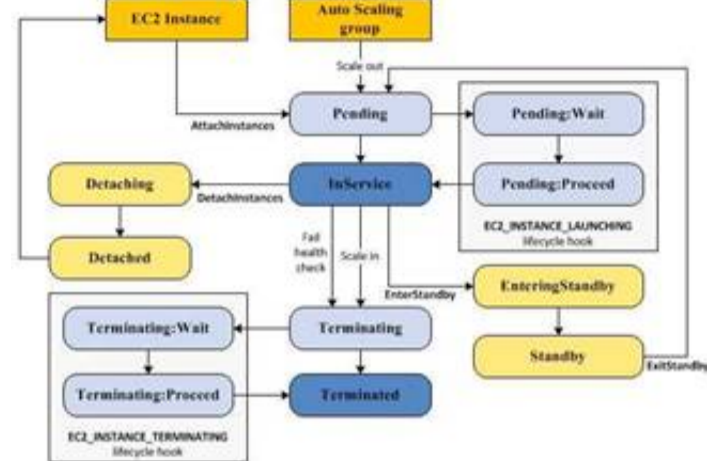 EC2 Instance
Auto Scaling
group
Scale out
AttachInstances
Pending
Pending:Wait
Detaching
DetachInstances
InService
Pending:Proceed
EC2_INSTANCE_LAUNCHING
lifecycle hook
Detached
Fail
health
check
Scale in
EnterStandby
EnteringStandby
Terminating:Wait
Terminating
Standby
ExitStandby
Terminating:Proceed
Terminated
EC2_INSTANCE_TERMINATING
lifecycle hook